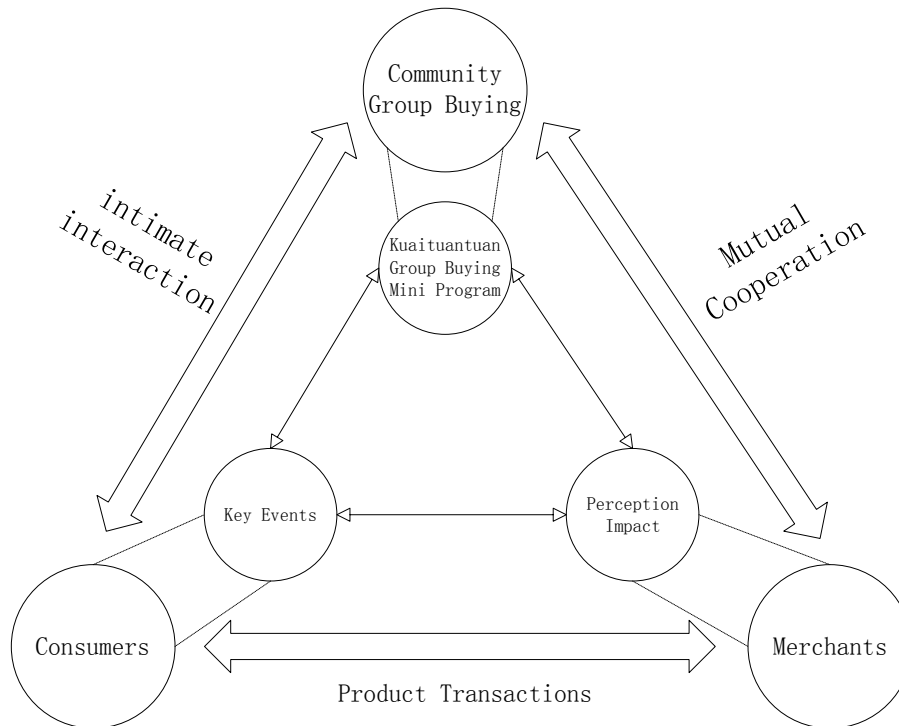 Community
Group Buying
intimate
interaction
Mutual
Cooperation
Kuaituantuan
Group Buying
Mini Program
Key Events
Perception
Impact
Consumers
Merchants
Product Transactions